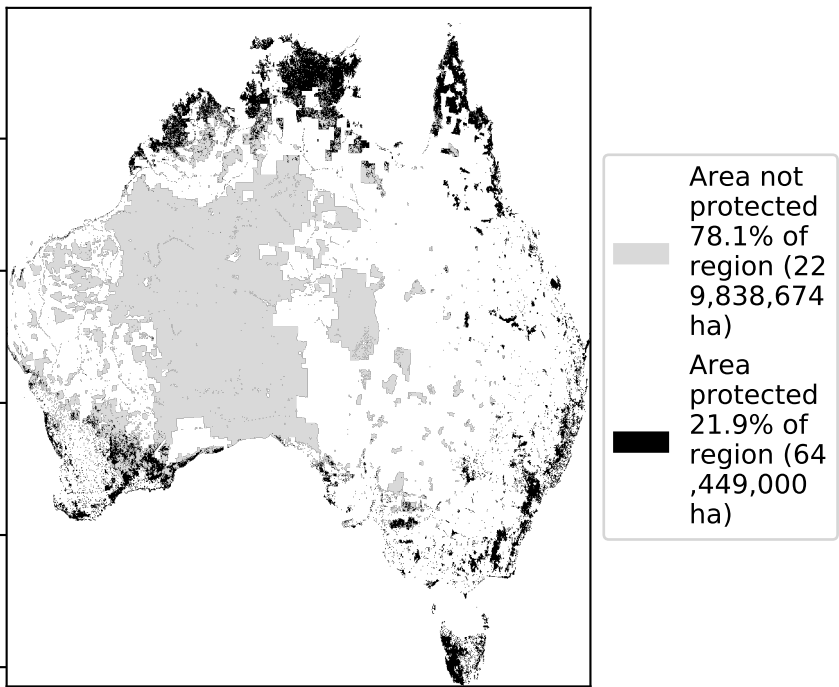 Area not
protected
78.1% of
region (22
9,838,674
ha)
Area
protected
21.9% of
region (64
,449,000
ha)